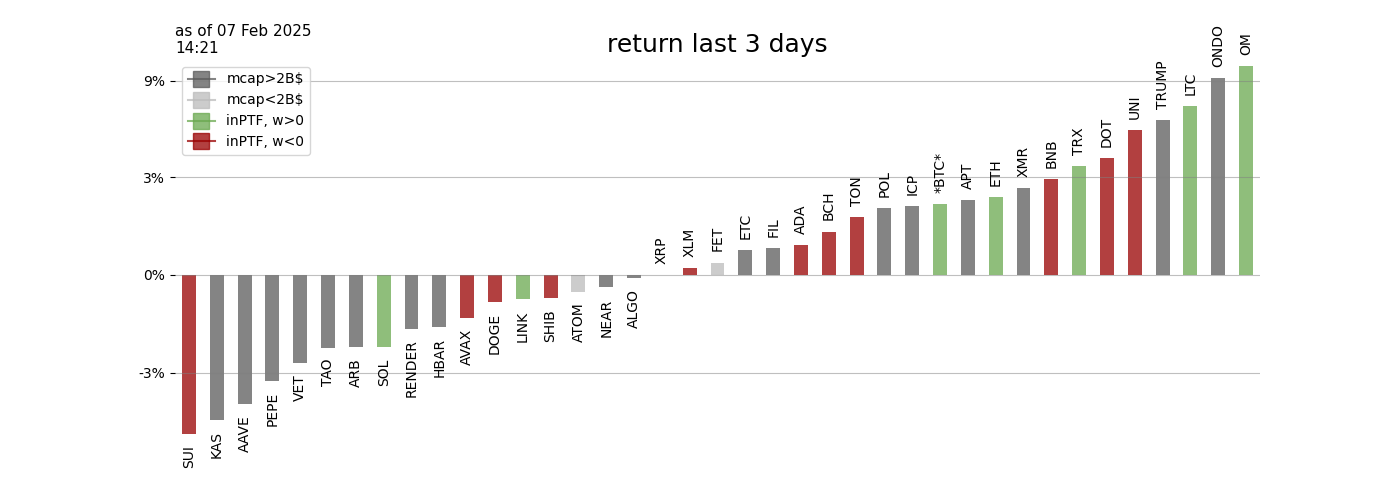 as of 07 Feb 2025
14:21
return last 3 days
mcap>2B$
mcap<2B$
inPTF, w>0
inPTF, w<0
9%
3%
0%
-3%
SUI
KAS
AAVE
PEPE
VET
TAO
ARB
SOL
RENDER
HBAR
AVAX
DOGE
LINK
SHIB
ATOM
NEAR
ALGO
XRP
XLM
FET
ETC
FIL
ADA
BCH
TON
POL
ICP
*BTC*
APT
ETH
XMR
BNB
TRX
DOT
UNI
TRUMP
LTC
ONDO
OM